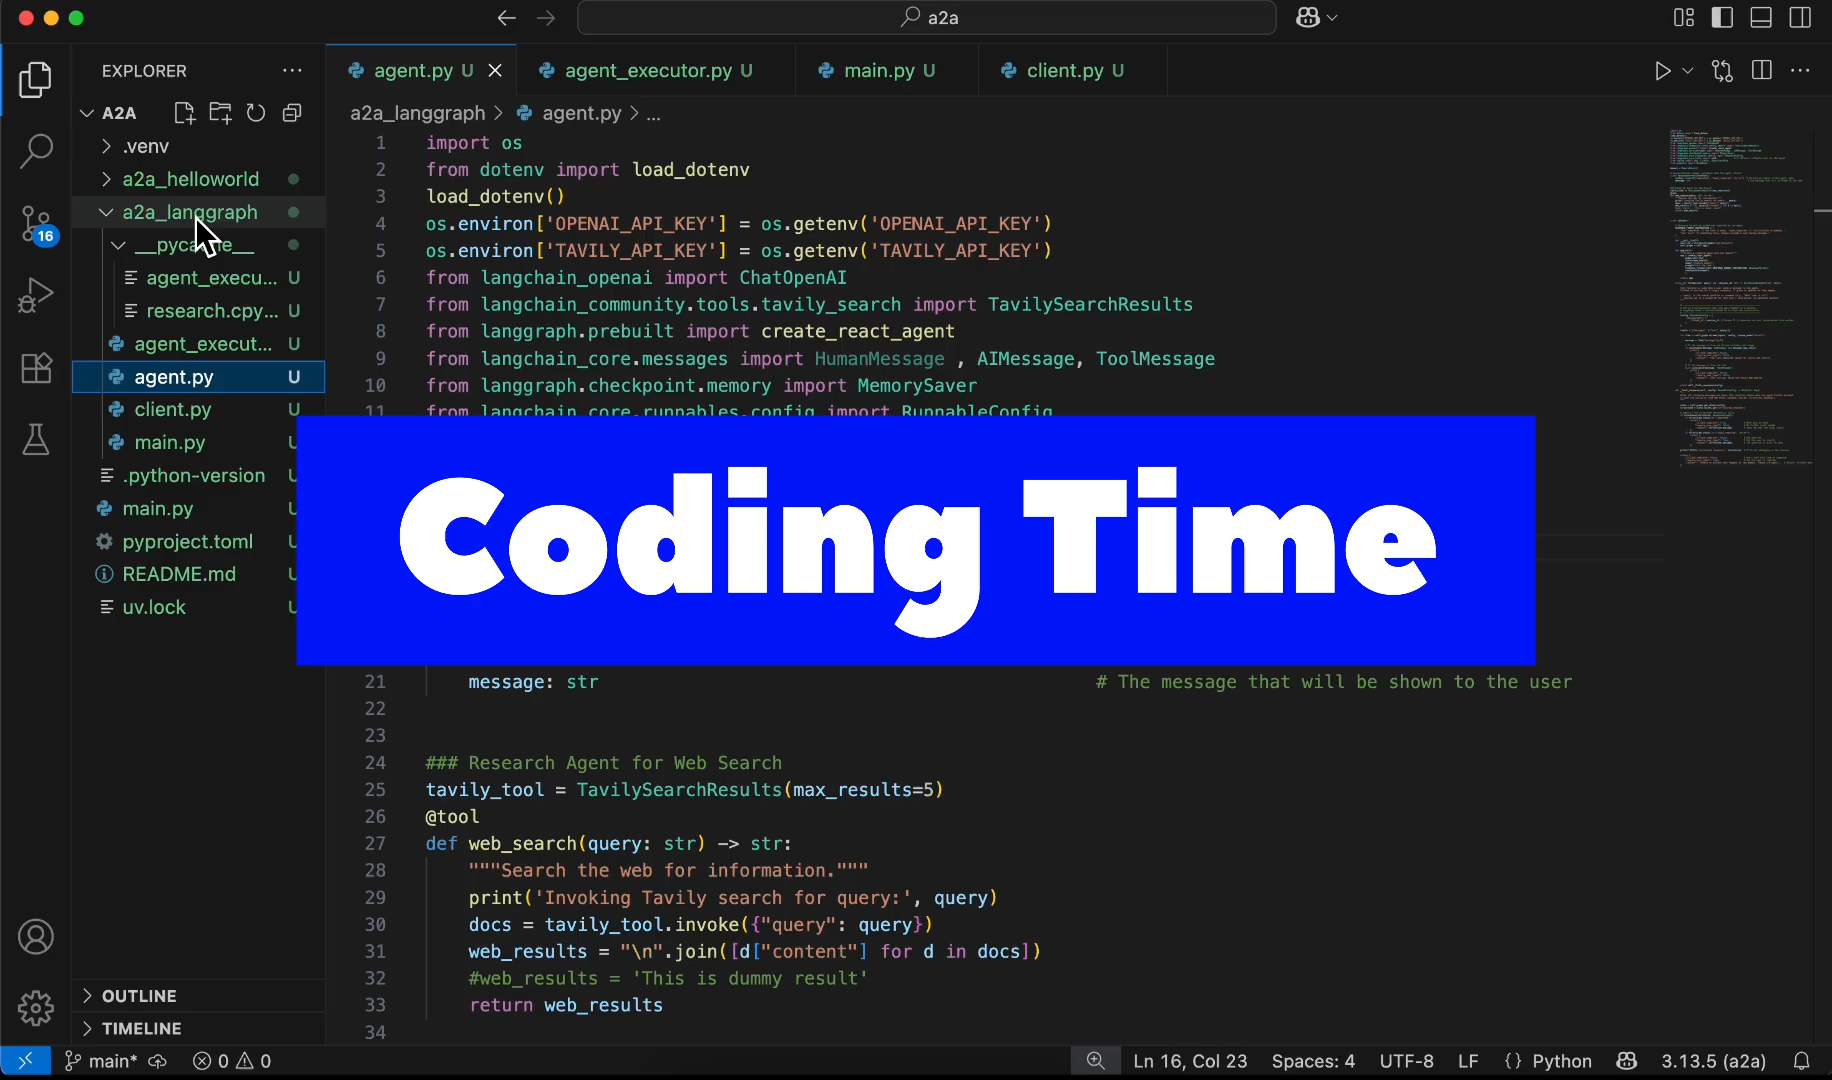 a2a
EXPLORER
agent.py U
agent_executor.py U
main.py U
client.py U
A2A
a2a_langgraph > agent.py > ...
.venv
a2a_helloworld
a2a_langgraph
agent_execu... U
research.cpy... U
agent_execut... U
agent.py U
client.py U
main.py U
.python-version U
main.py U
pyproject.toml U
README.md U
uv.lock U
OUTLINE
TIMELINE
16
1 import os
2 from dotenv import load_dotenv
3 load_dotenv()
4 os.environ['OPENAI_API_KEY'] = os.getenv('OPENAI_API_KEY')
5 os.environ['TAVILY_API_KEY'] = os.getenv('TAVILY_API_KEY')
6 from langchain_openai import ChatOpenAI
7 from langchain_community.tools.tavily_search import TavilySearchResults
8 from langgraph.prebuilt import create_react_agent
9 from langchain_core.messages import HumanMessage , AIMessage, ToolMessage
10 from langgraph.checkpoint.memory import MemorySaver
11 from langchain_core.runnables.config import RunnableConfig
Coding Time
21 message: str # The message that will be shown to the user
22
23
24 ### Research Agent for Web Search
25 tavily_tool = TavilySearchResults(max_results=5)
26 @tool
27 def web_search(query: str) -> str:
28 """Search the web for information."""
29 print('Invoking Tavily search for query:', query)
30 docs = tavily_tool.invoke({"query": query})
31 web_results = "\n".join([d["content"] for d in docs])
32 #web_results = 'This is dummy result'
33 return web_results
34
main* 0 0 Ln 16, Col 23 Spaces: 4 UTF-8 LF {} Python 3.13.5 (a2a)